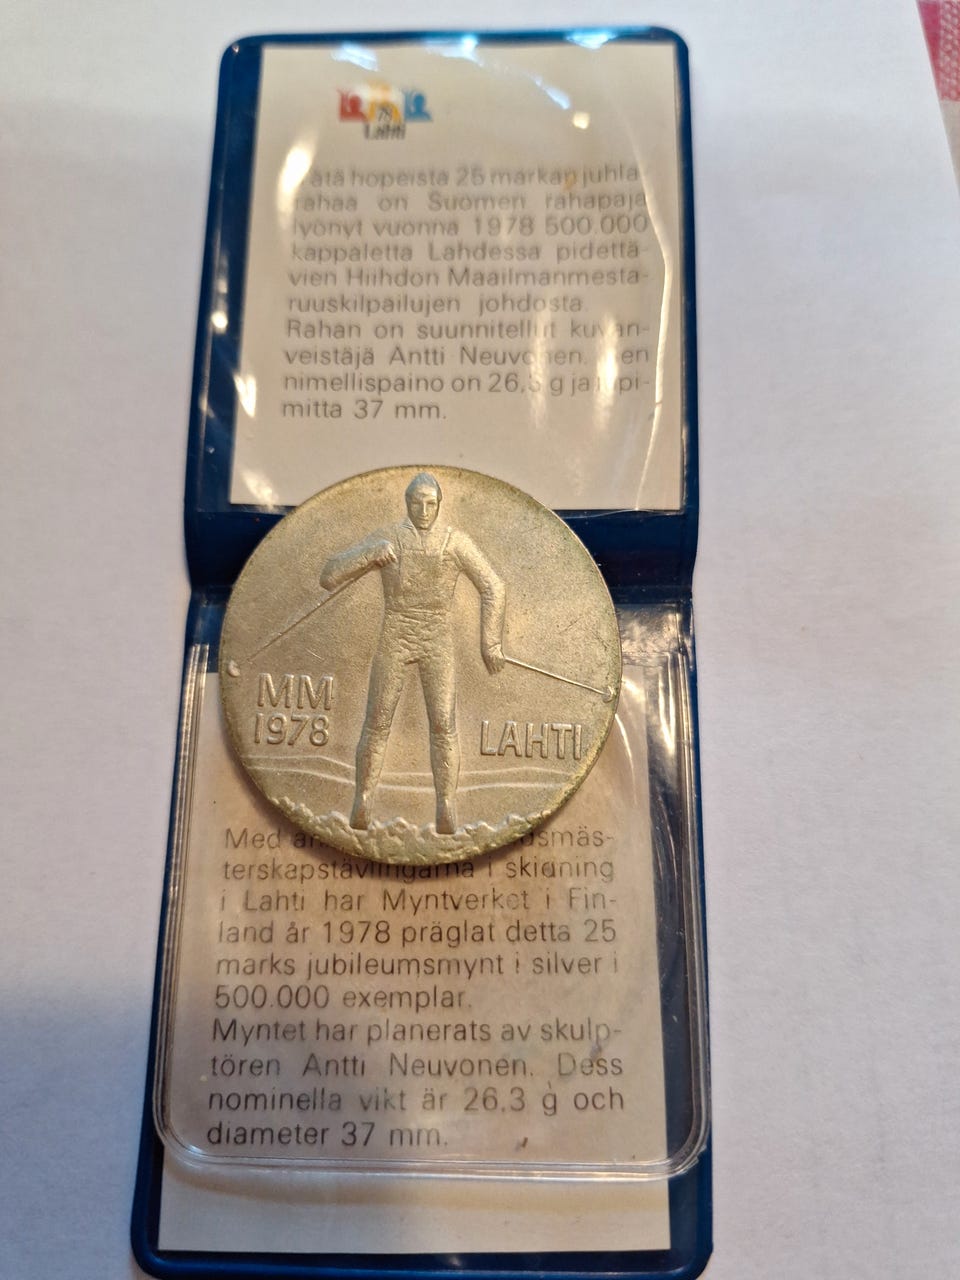 78
Lahti
ätä hopeista 25 markan juhla-
rahaa on Suomen rahapaja
lyönyt vuonna 1978 500.000
kappaletta Lahdessa pidettä-
vien Hiihdon Maailmanmesta-
ruuskilpailujen johdosta.
Rahan on suunnitellut kuvan-
veistäjä Antti Neuvonen.
nimellispaino on 26,3 g ja
mitta 37 mm.
MM
1978
LAHTI
Med
terskapstävlingarna i skidning
i Lahti har Myntverket i Fin-
land år 1978 präglat detta 25
marks jubileumsmynt i silver i
500.000 exemplar.
Myntet har planerats av skulp-
tören Antti Neuvonen. Dess
nominella vikt är 26,3 g och
diameter 37 mm.